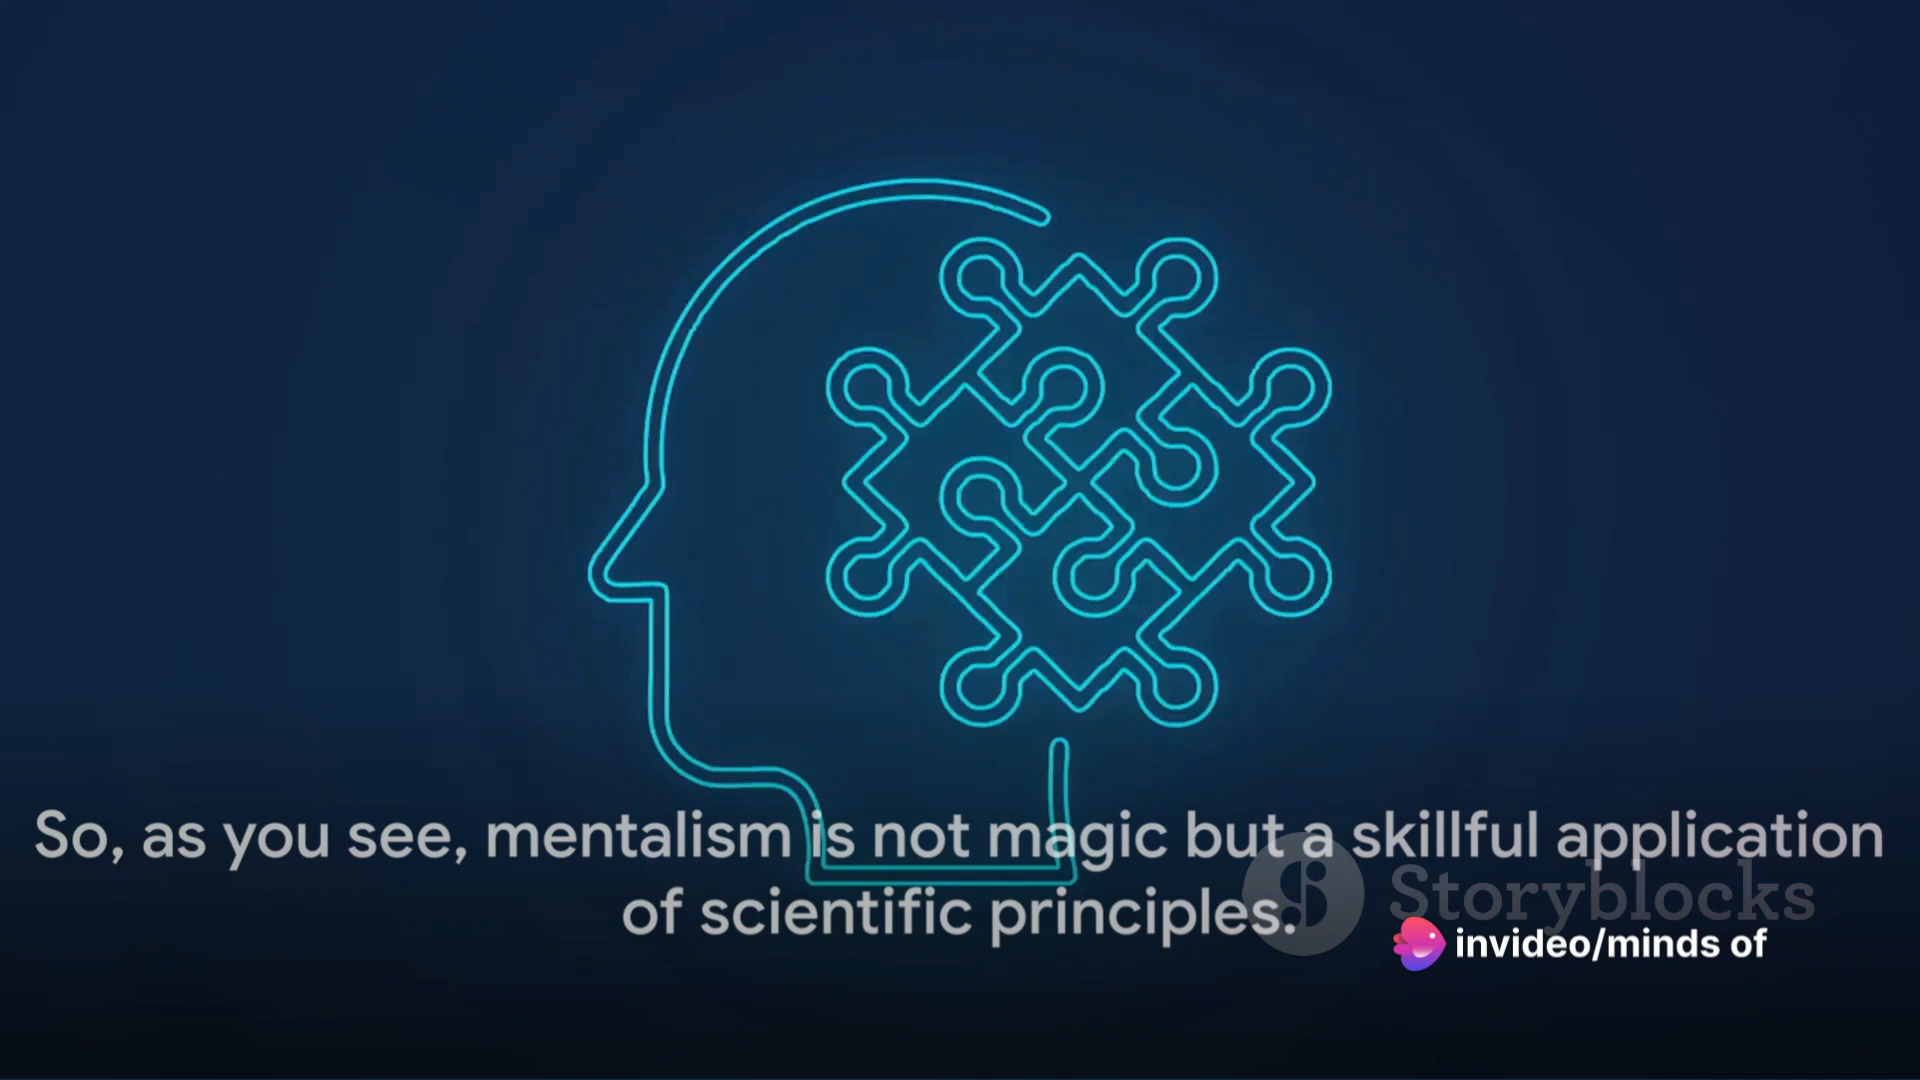 So, as you see, mentalism is not magic but a skillful application
of scientific principles.
Storyblocks
invideo/minds of